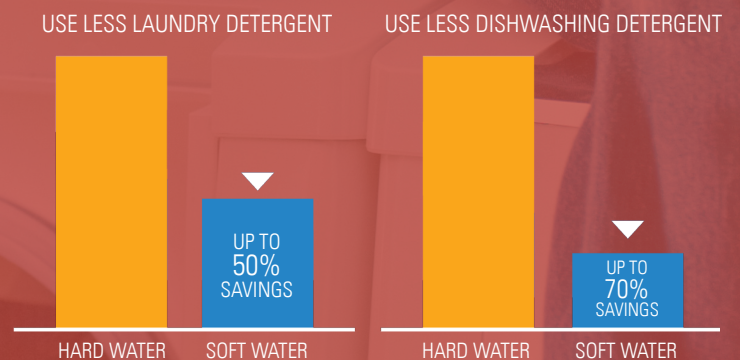 USE LESS LAUNDRY DETERGENT
UP TO
50%
SAVINGS
HARD WATER
SOFT WATER
USE LESS DISHWASHING DETERGENT
UP TO
70%
SAVINGS
HARD WATER
SOFT WATER